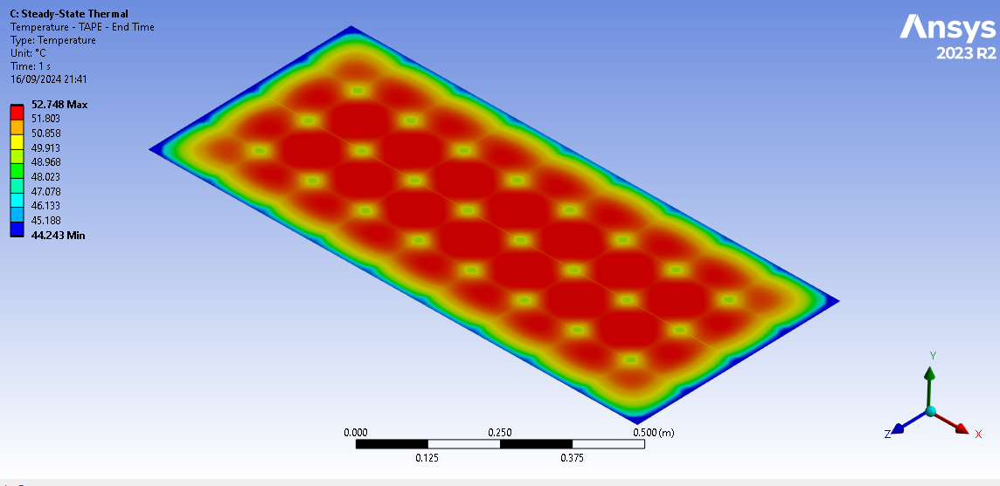 C: Steady-State Thermal
Temperature - TAPE - End Time
Type: Temperature
Unit: °C
Time: 1 s
16/09/2024 21:41
52.748 Max
51.803
50.858
49.913
48.968
48.023
47.078
46.133
45.188
44.243 Min
Ansys
2023 R2
0.000 0.250 0.500 (m)
0.125 0.375
Y
Z X